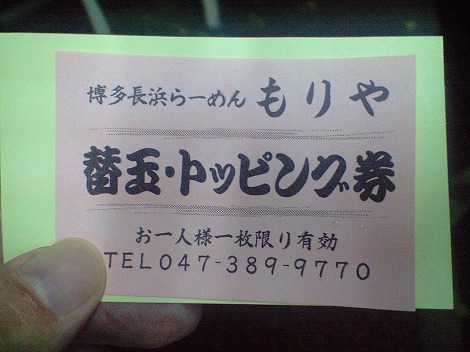 博多長浜らーめん もりや
替玉・トッピング券
お一人様一枚限り有効
TEL047-389-9770